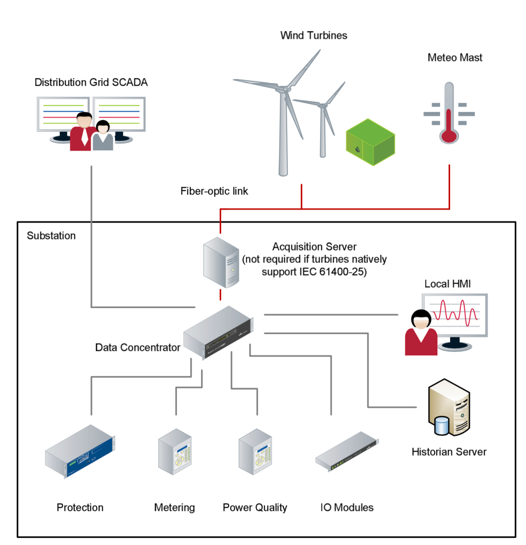 Wind Turbines
Meteo Mast
Distribution Grid SCADA
Fiber-optic link
Substation
Acquisition Server
(not required if turbines natively
support IEC 61400-25)
Local HMI
Data Concentrator
Historian Server
Protection
Metering
Power Quality
IO Modules